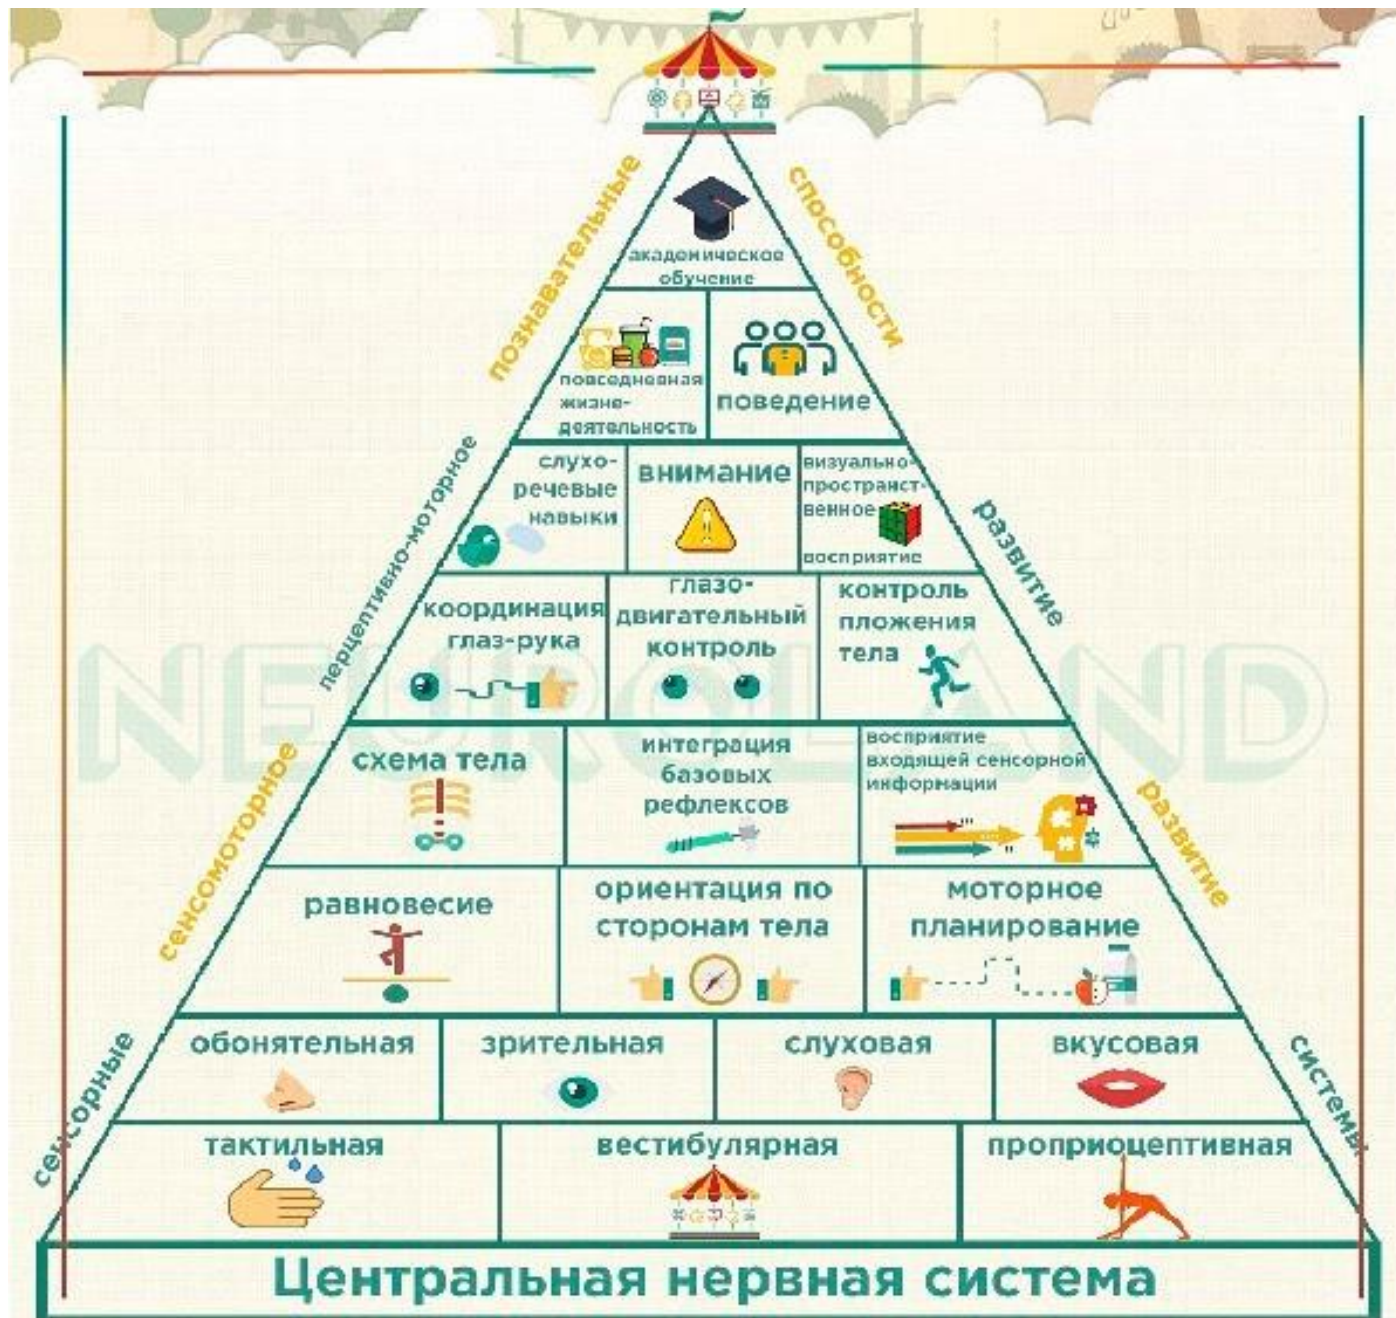 познавательные
способности
академическое
обучение
повседневная
жизне-
деятельность
поведение
перцептивно-моторное
развитие
слухо-
речевые
навыки
внимание
визуально-
пространст-
венное
восприятие
координация
глаз-рука
глазо-
двигательный
контроль
контроль
пложения
тела
NEUROLAND
сенсомоторное
развитие
схема тела
интеграция
базовых
рефлексов
восприятие
входящей сенсорной
информации
равновесие
ориентация по
сторонам тела
моторное
планирование
сенсорные
системы
обонятельная
зрительная
слуховая
вкусовая
тактильная
вестибулярная
проприоцептивная
Центральная нервная система